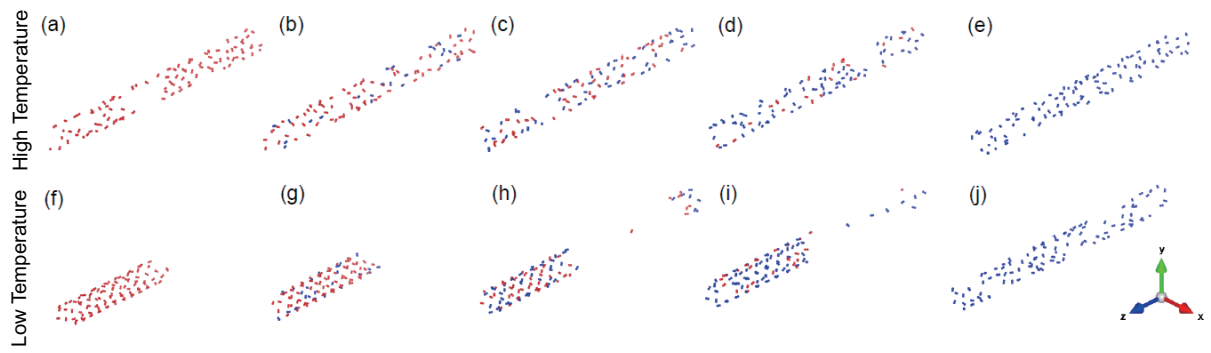 High Temperature
(a)
(b)
(c)
(d)
(e)
Low Temperature
(f)
(g)
(h)
(i)
(j)
y
z
x